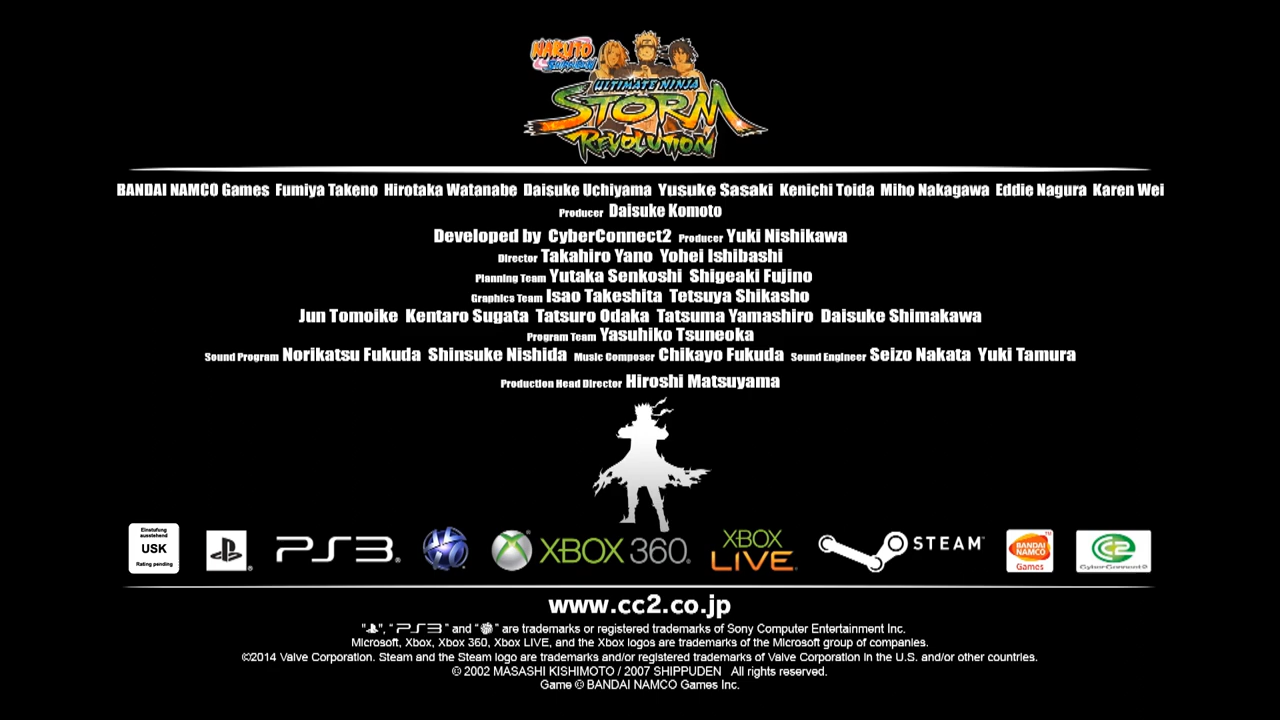 NARUTO
SHIPPUDEN
ULTIMATE NINJA
STORM
REVOLUTION
BANDAI NAMCO Games Fumiya Takeno Hirotaka Watanabe Daisuke Uchiyama Yusuke Sasaki Kenichi Toida Miho Nakagawa Eddie Nagura Karen Wei
Producer Daisuke Komoto
Developed by CyberConnect2 Producer Yuki Nishikawa
Director Takahiro Yano Yohei Ishibashi
Planning Team Yutaka Senkoshi Shigeaki Fujino
Graphics Team Isao Takeshita Tetsuya Shikasho
Jun Tomoike Kentaro Sugata Tatsuro Odaka Tatsuma Yamashiro Daisuke Shimakawa
Program Team Yasuhiko Tsuneoka
Sound Program Norikatsu Fukuda Shinsuke Nishida Music Composer Chikayo Fukuda Sound Engineer Seizo Nakata Yuki Tamura
Production Head Director Hiroshi Matsuyama
Einstufung
ausstehend
USK
Rating pending
PS3®
XBOX 360®
XBOX
LIVE®
STEAM™
BANDAI
NAMCO
Games
CyberConnect2
www.cc2.co.jp
" ", "PS3" and " " are trademarks or registered trademarks of Sony Computer Entertainment Inc.
Microsoft, Xbox, Xbox 360, Xbox LIVE, and the Xbox logos are trademarks of the Microsoft group of companies.
©2014 Valve Corporation. Steam and the Steam logo are trademarks and/or registered trademarks of Valve Corporation in the U.S. and/or other countries.
© 2002 MASASHI KISHIMOTO / 2007 SHIPPUDEN All rights reserved.
Game © BANDAI NAMCO Games Inc.